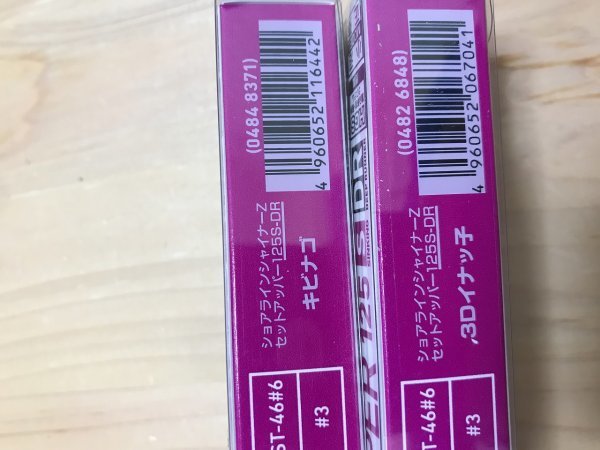 (0484 8371)
4 960652 116442
ショアラインシャイナーZ
セットアッパー125S-DR
キビナゴ
ST-46#6
#3
125 S DR
(0482 6848)
4 960652 067041
ショアラインシャイナーZ
セットアッパー125S-DR
3Dイナッ子
T-46#6
#3